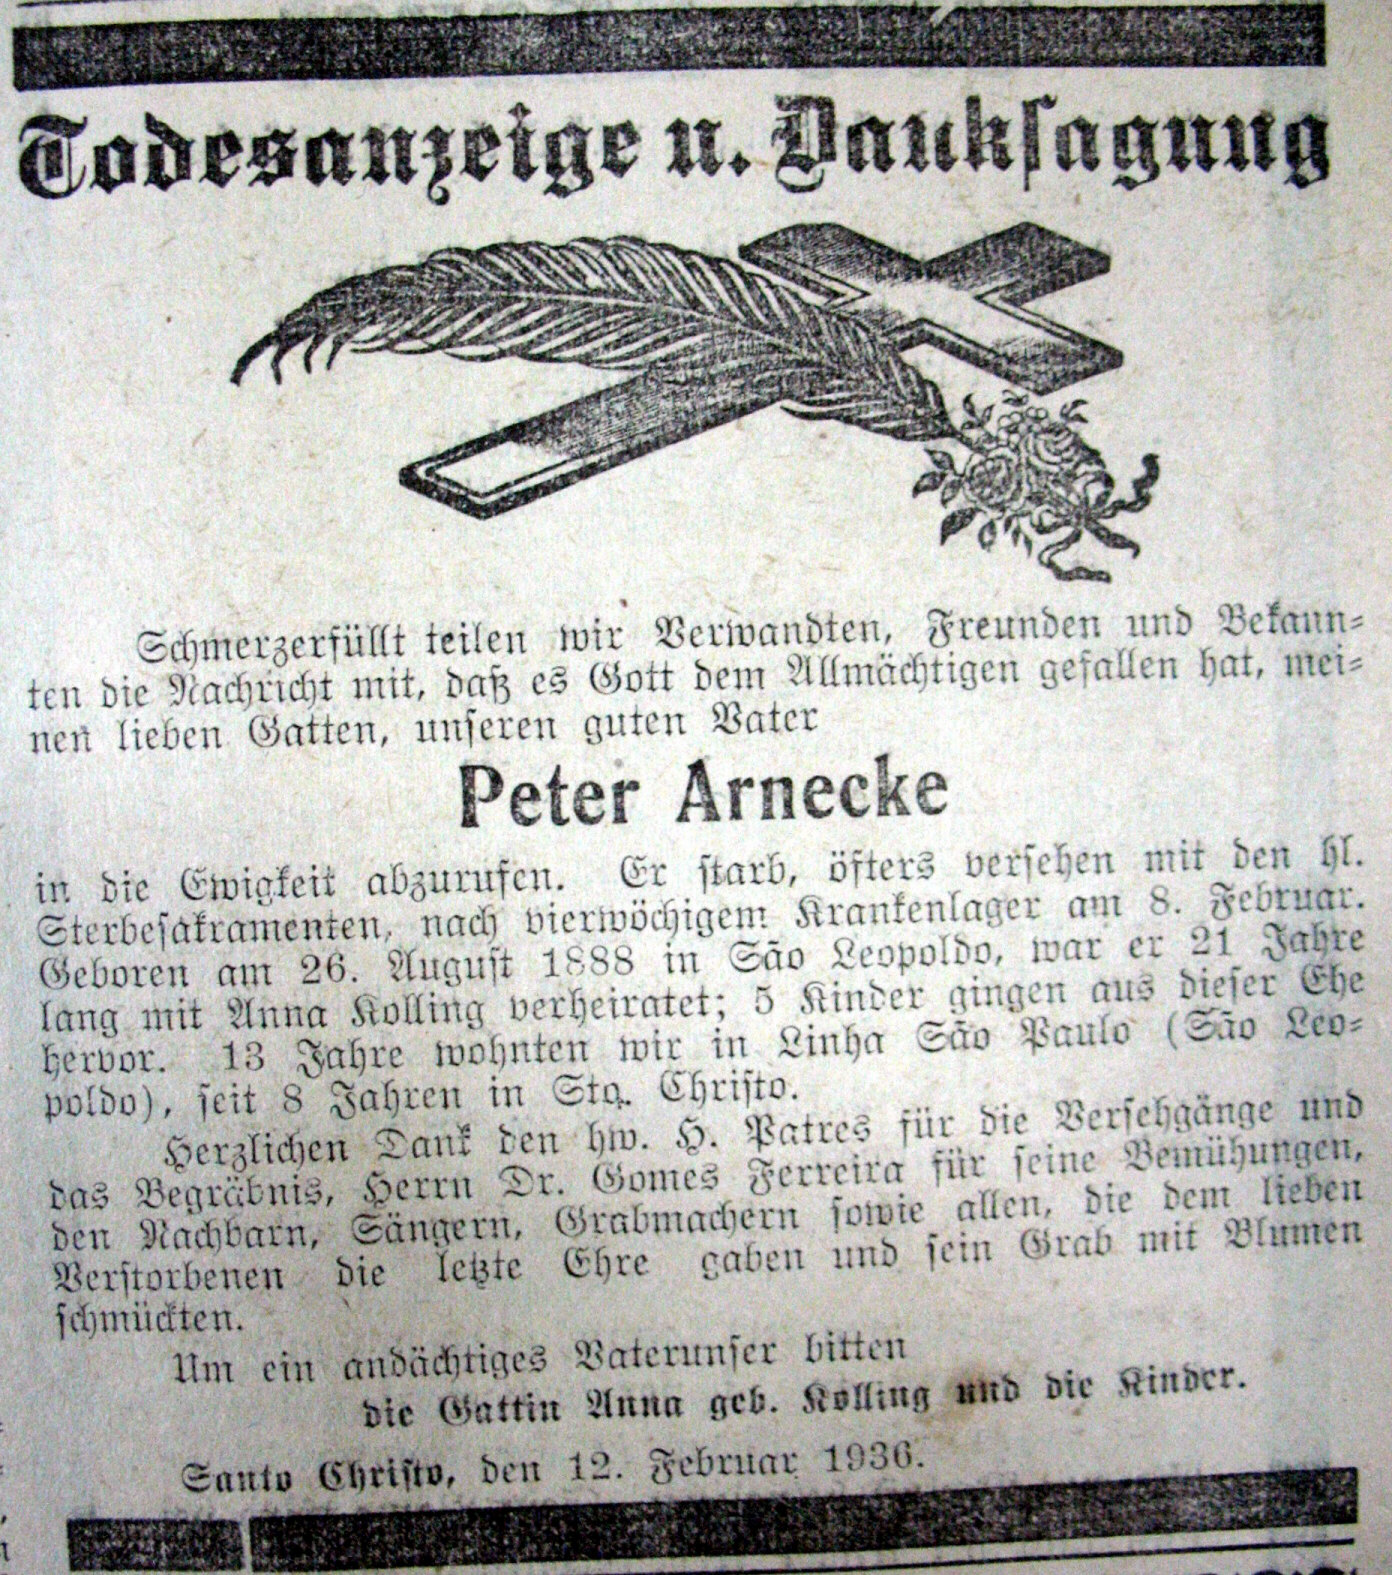 Todesanzeige u. Danksagung
Schmerzerfüllt teilen wir Verwandten, Freunden und Bekann-
ten die Nachricht mit, daß es Gott dem Allmächtigen gefallen hat, mei-
nen lieben Gatten, unseren guten Vater
Peter Arnecke
in die Ewigkeit abzurufen. Er starb, öfters versehen mit den hl.
Sterbesakramenten, nach vierwöchigem Krankenlager am 8. Februar.
Geboren am 26. August 1888 in São Leopoldo, war er 21 Jahre
lang mit Anna Kolling verheiratet; 5 Kinder gingen aus dieser Ehe
hervor. 13 Jahre wohnten wir in Linha São Paulo (São Leo-
poldo), seit 8 Jahren in Sto. Christo.
Herzlichen Dank den hw. H. Patres für die Versehgänge und
das Begräbnis, Herrn Dr. Gomes Ferreira für seine Bemühungen,
den Nachbarn, Sängern, Grabmachern sowie allen, die dem lieben
Verstorbenen die letzte Ehre gaben und sein Grab mit Blumen
schmückten.
Um ein andächtiges Vaterunser bitten
die Gattin Anna geb. Kolling und die Kinder.
Santo Christo, den 12. Februar 1936.